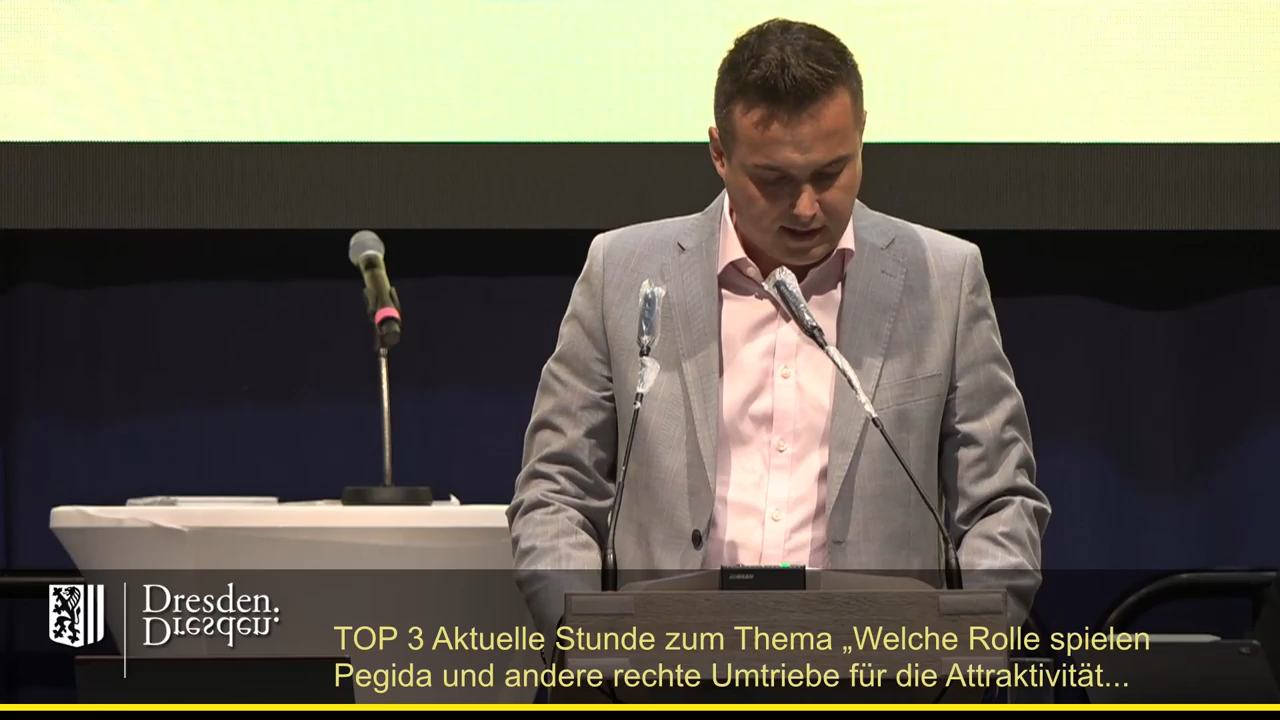 Dresden.
Dresden.
TOP 3 Aktuelle Stunde zum Thema „Welche Rolle spielen
Pegida und andere rechte Umtriebe für die Attraktivität...